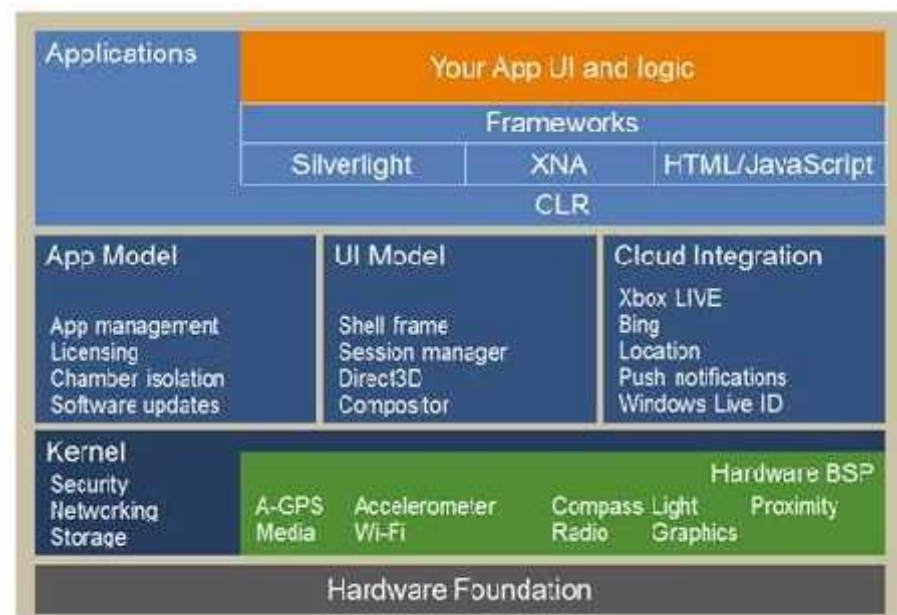 Applications
Your App UI and logic
Frameworks
Silverlight XNA HTML/JavaScript
CLR
App Model
App management
Licensing
Chamber isolation
Software updates
UI Model
Shell frame
Session manager
Direct3D
Compositor
Cloud Integration
Xbox LIVE
Bing
Location
Push notifications
Windows Live ID
Kernel
Security
Networking
Storage
Hardware BSP
A-GPS Accelerometer Compass Light Proximity
Media Wi-Fi Radio Graphics
Hardware Foundation